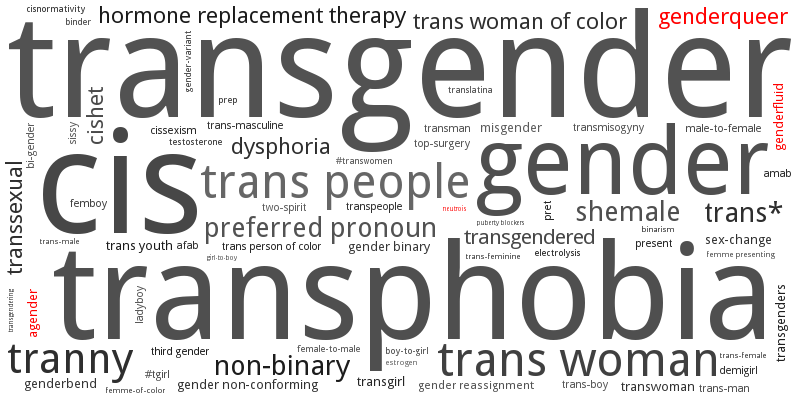 cisnormativity
binder
hormone replacement therapy
trans woman of color
genderqueer
transgender
gender-variant
prep
translatina
cishet
sissy
bi-gender
cissexism
trans-masculine
testosterone
dysphoria
transman
misgender
top-surgery
transmisogyny
male-to-female
genderfluid
cis
#transwomen
trans people
gender
amab
transsexual
femboy
two-spirit
transpeople
neutrois
pret
shemale
trans*
puberty blockers
preferred pronoun
transgendered
binarism
present
sex-change
trans-male
trans youth
afab
trans person of color
gender binary
girl-to-boy
trans-feminine
electrolysis
femme presenting
transphobia
transgendering
agender
ladyboy
transgenders
tranny
third gender
non-binary
female-to-male
boy-to-girl
estrogen
trans woman
trans-female
demigirl
genderbend
#tgirl
femme-of-color
gender non-conforming
transgirl
gender reassignment
trans-boy
transwoman
trans-man